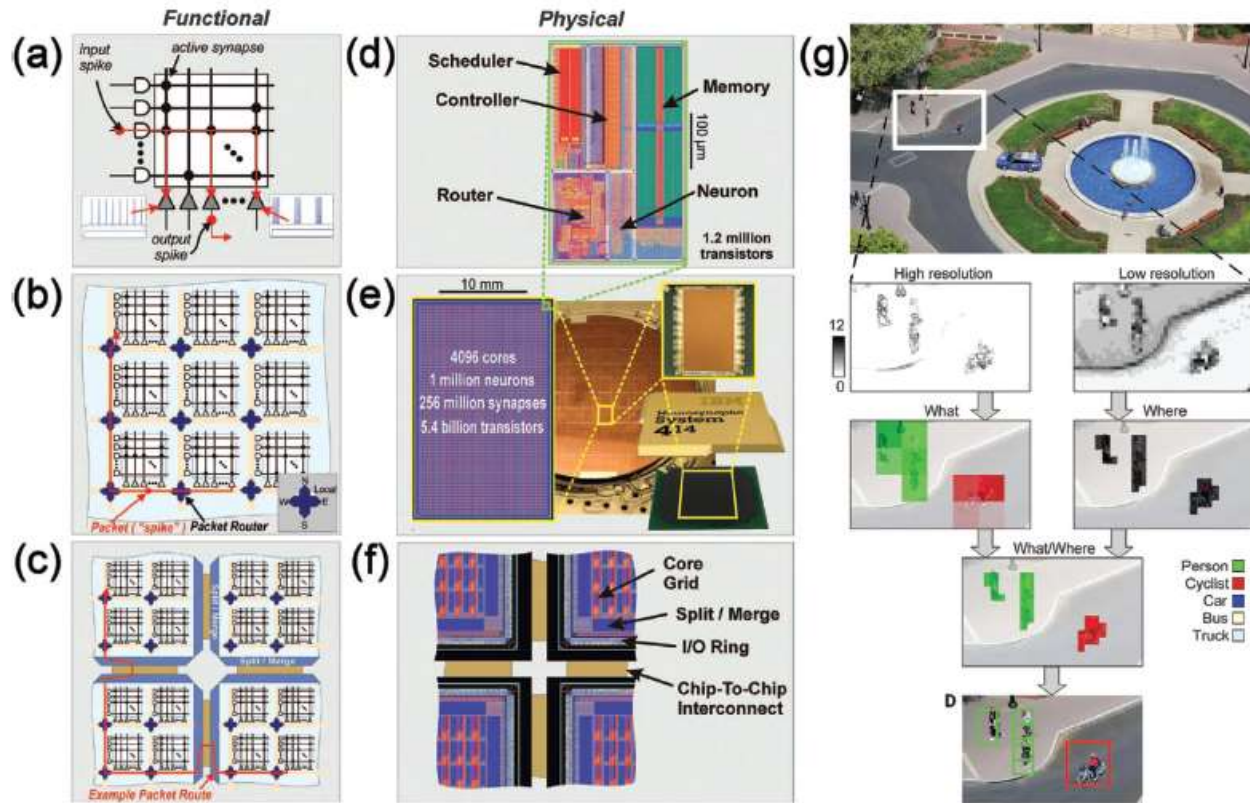 Functional
Physical
(a)
input
spike
active synapse
output
spike
(b)
N
Local
W
E
S
Packet ( "spike" )
Packet Router
(c)
Split / Merge
Split / Merge
Example Packet Route
(d)
Scheduler
Controller
Memory
100 µm
Router
Neuron
1.2 million
transistors
(e)
10 mm
4096 cores
1 million neurons
256 million synapses
5.4 billion transistors
IBM
System
(f)
Core
Grid
Split / Merge
I/O Ring
Chip-To-Chip
Interconnect
(g)
High resolution
Low resolution
12
0
What
Where
What/Where
Person
Cyclist
Car
Bus
Truck
D